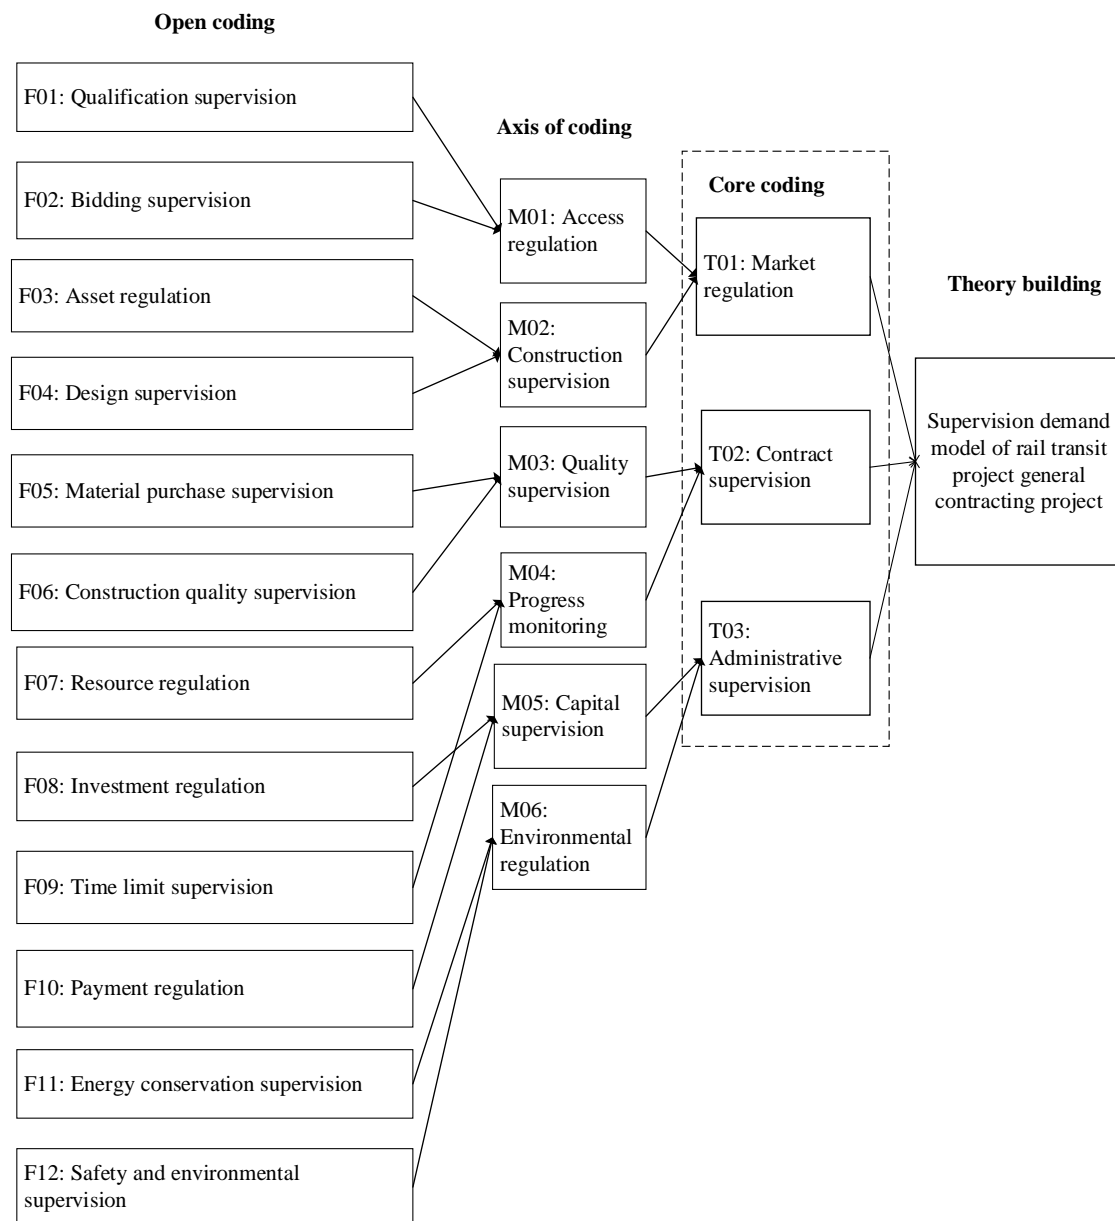 Open coding
F01: Qualification supervision
F02: Bidding supervision
F03: Asset regulation
F04: Design supervision
F05: Material purchase supervision
F06: Construction quality supervision
F07: Resource regulation
F08: Investment regulation
F09: Time limit supervision
F10: Payment regulation
F11: Energy conservation supervision
F12: Safety and environmental
supervision
Axis of coding
M01: Access
regulation
M02:
Construction
supervision
M03: Quality
supervision
M04:
Progress
monitoring
M05: Capital
supervision
M06:
Environmental
regulation
Core coding
T01: Market
regulation
T02: Contract
supervision
T03:
Administrative
supervision
Theory building
Supervision demand
model of rail transit
project general
contracting project